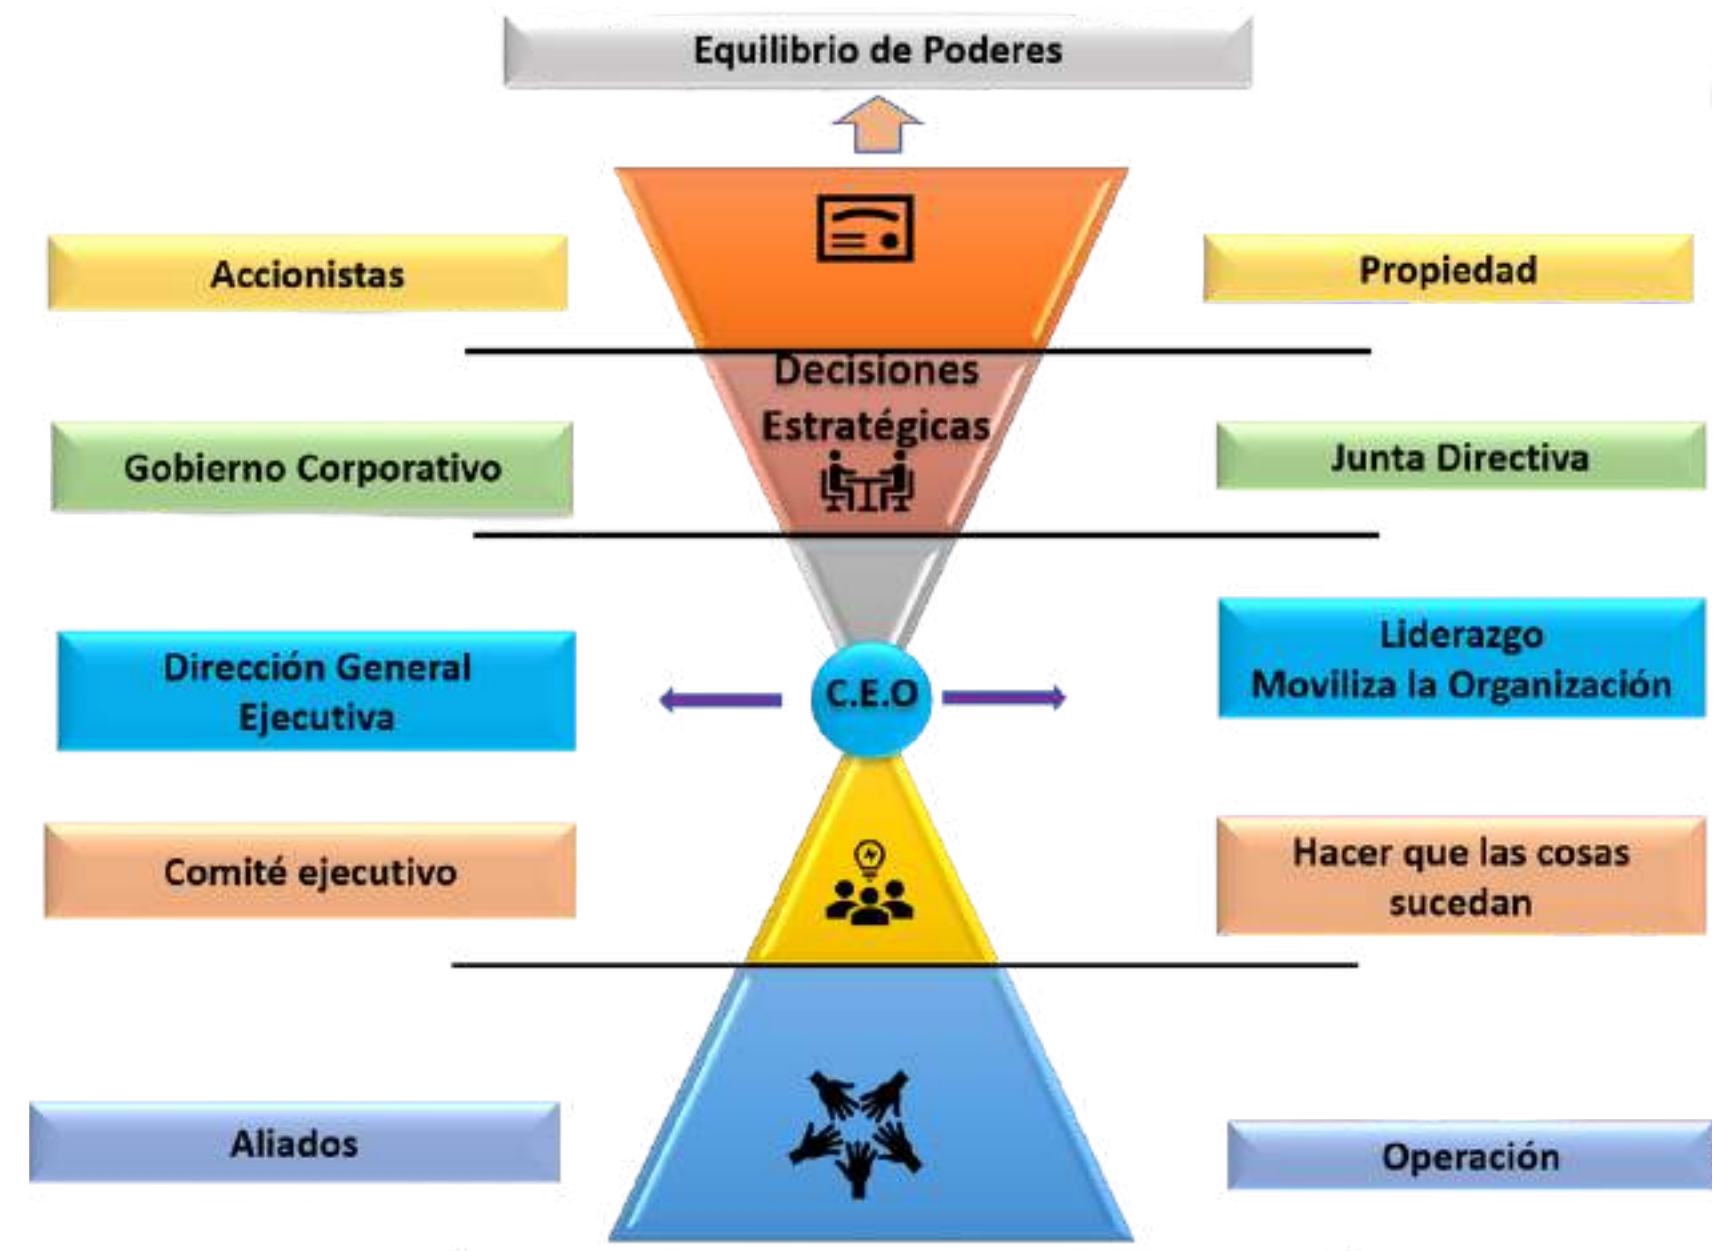 Equilibrio de Poderes
Accionistas
Propiedad
Decisiones
Estratégicas
Gobierno Corporativo
Junta Directiva
Dirección General
Ejecutiva
C.E.O
Liderazgo
Moviliza la Organización
Comité ejecutivo
Hacer que las cosas
sucedan
Aliados
Operación